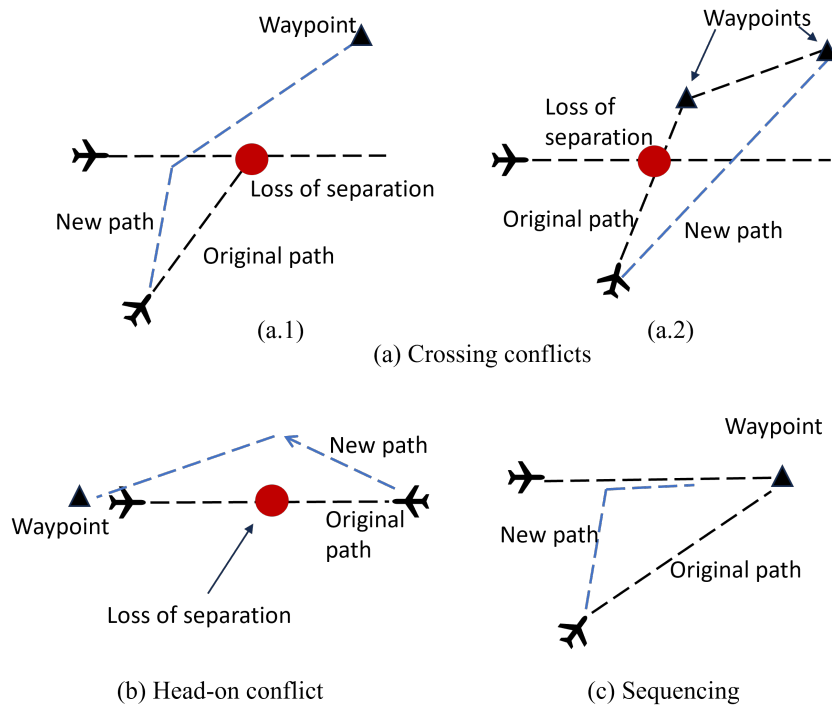 Waypoint
Loss of separation
New path
Original path
(a.1)
Waypoints
Loss of
separation
Original path
New path
(a.2)
(a) Crossing conflicts
New path
Waypoint
Original
path
Loss of separation
(b) Head-on conflict
Waypoint
New path
Original path
(c) Sequencing